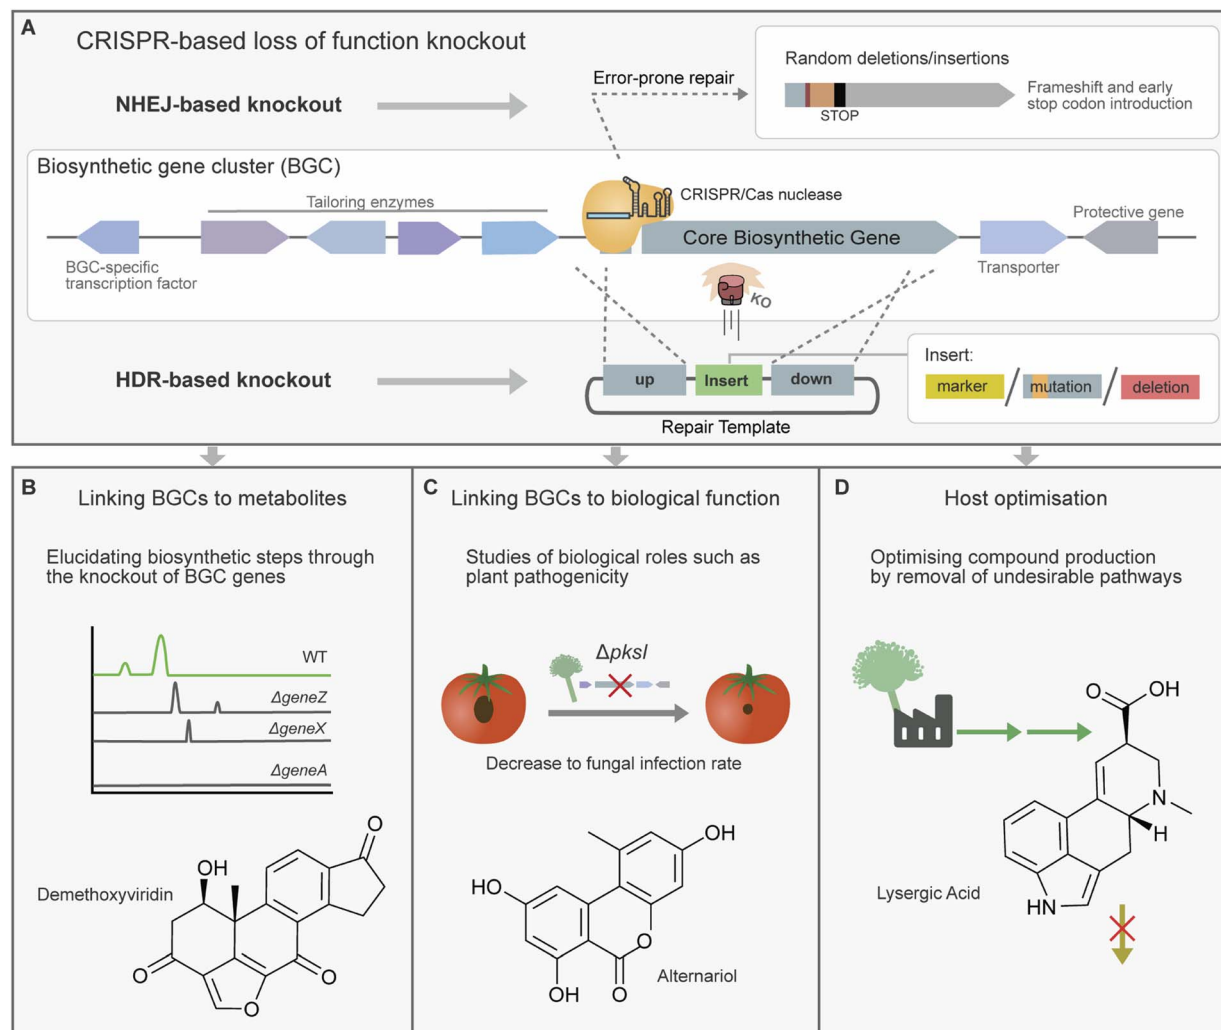 A
CRISPR-based loss of function knockout
NHEJ-based knockout
Error-prone repair
Random deletions/insertions
STOP
Frameshift and early
stop codon introduction
Biosynthetic gene cluster (BGC)
Tailoring enzymes
CRISPR/Cas nuclease
Core Biosynthetic Gene
Protective gene
BGC-specific
transcription factor
Transporter
KO
HDR-based knockout
up
Insert
down
Repair Template
Insert:
marker
mutation
deletion
B
Linking BGCs to metabolites
Elucidating biosynthetic steps through
the knockout of BGC genes
WT
ΔgeneZ
ΔgeneX
ΔgeneA
Demethoxyviridin
OH
O
O
O
O
C
Linking BGCs to biological function
Studies of biological roles such as
plant pathogenicity
ΔpksI
Decrease to fungal infection rate
OH
HO
O
O
OH
Alternariol
D
Host optimisation
Optimising compound production
by removal of undesirable pathways
O
OH
N
H
HN
Lysergic Acid